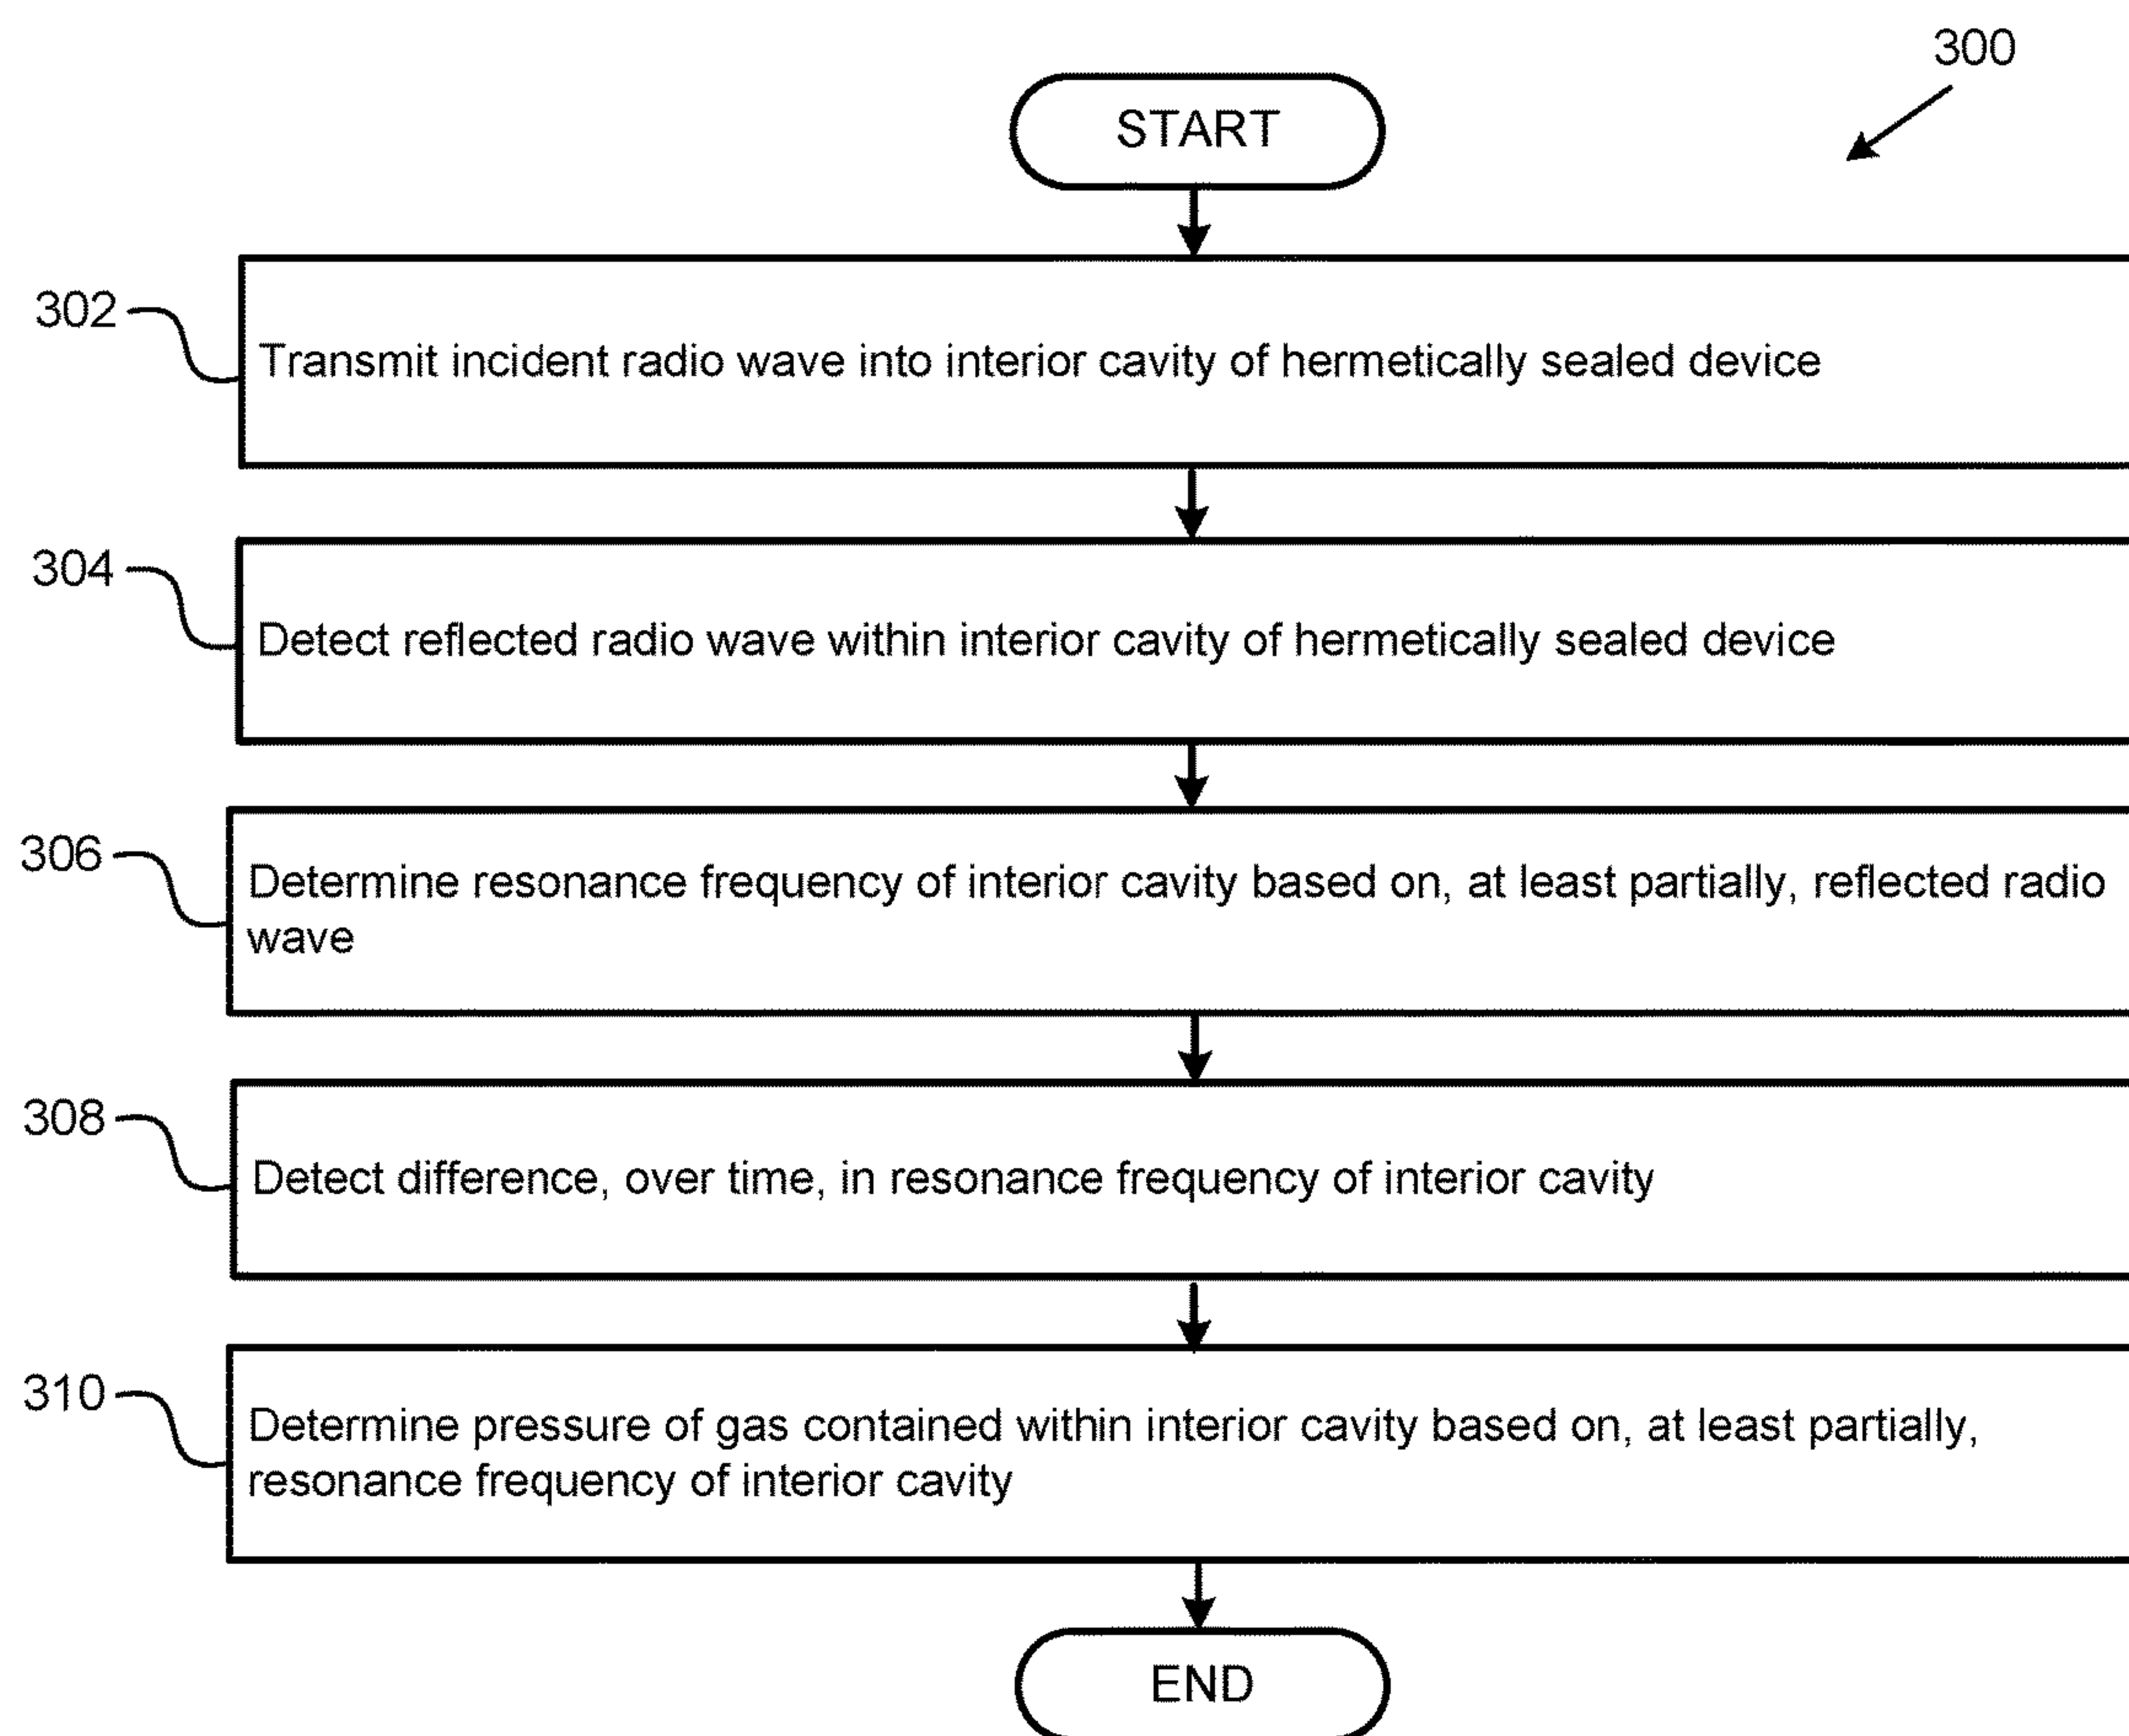 300
START
302
Transmit incident radio wave into interior cavity of hermetically sealed device
304
Detect reflected radio wave within interior cavity of hermetically sealed device
306
Determine resonance frequency of interior cavity based on, at least partially, reflected radio
wave
308
Detect difference, over time, in resonance frequency of interior cavity
310
Determine pressure of gas contained within interior cavity based on, at least partially,
resonance frequency of interior cavity
END